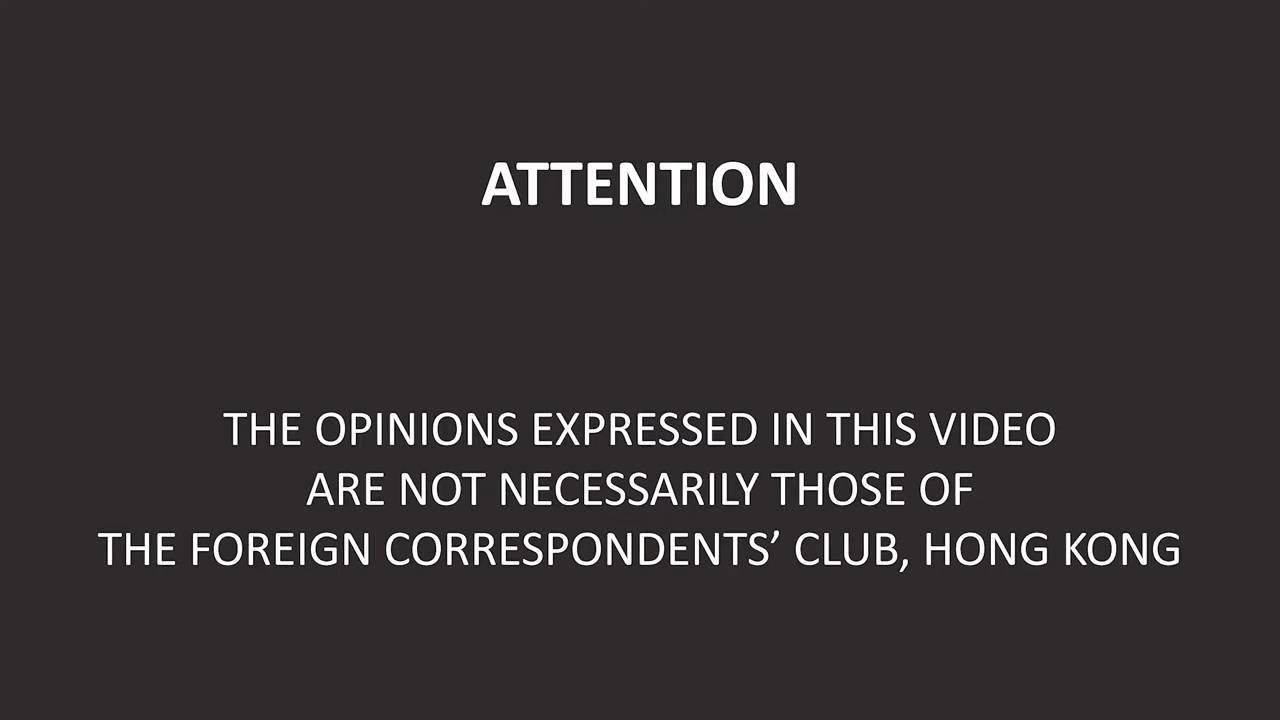 ATTENTION
THE OPINIONS EXPRESSED IN THIS VIDEO
ARE NOT NECESSARILY THOSE OF
THE FOREIGN CORRESPONDENTS’ CLUB, HONG KONG